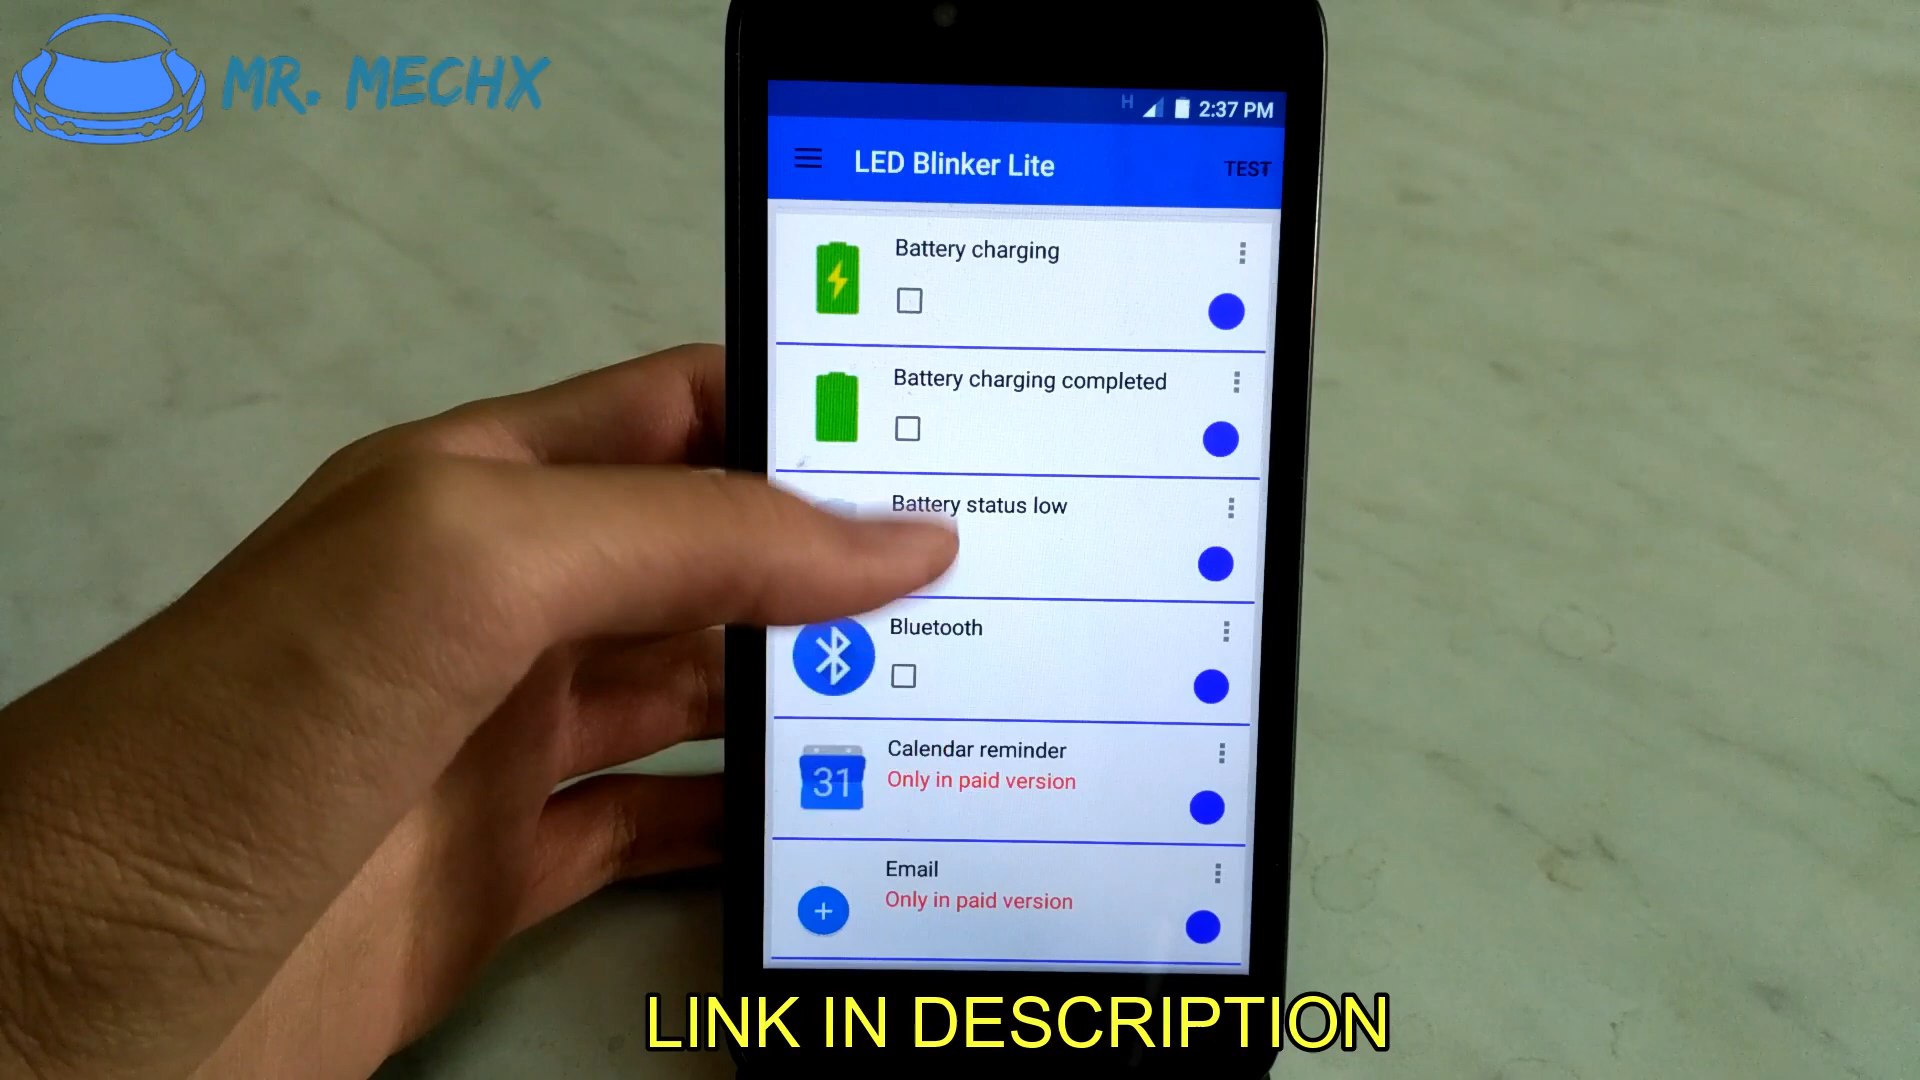 MR. MECHX
H
2:37 PM
LED Blinker Lite
TEST
Battery charging
Battery charging completed
Battery status low
Bluetooth
Calendar reminder
31
Only in paid version
Email
+
Only in paid version
LINK IN DESCRIPTION